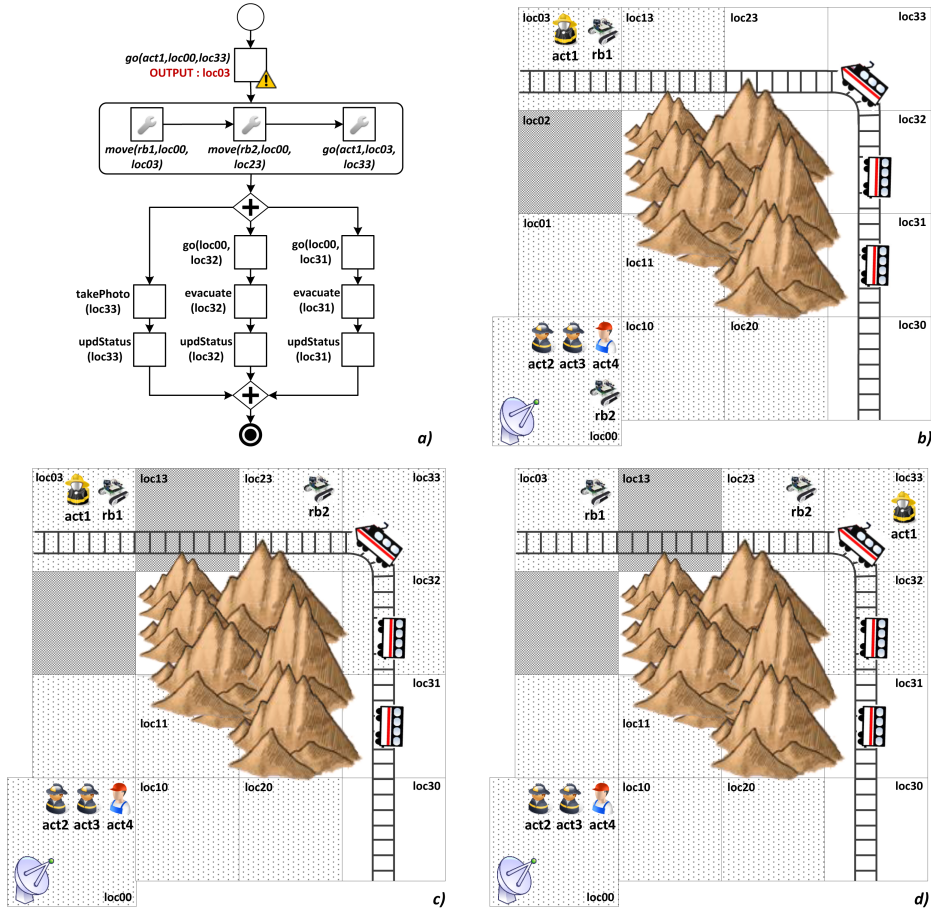 go(act1,loc00,loc33)
OUTPUT : loc03
move(rb1,loc00,
loc03)
move(rb2,loc00,
loc23)
go(act1,loc03,
loc33)
go(loc00,
loc32)
go(loc00,
loc31)
takePhoto
(loc33)
evacuate
(loc32)
evacuate
(loc31)
updStatus
(loc33)
updStatus
(loc32)
updStatus
(loc31)
a)
loc03
loc13
loc23
loc33
act1
rb1
loc02
loc32
loc01
loc31
loc11
loc10
loc20
loc30
act2
act3
act4
rb2
loc00
b)
loc03
loc13
loc23
loc33
act1
rb1
rb2
loc32
loc31
loc11
loc10
loc20
loc30
act2
act3
act4
loc00
c)
loc03
loc13
loc23
loc33
rb1
rb2
act1
loc32
loc31
loc11
loc10
loc20
loc30
act2
act3
act4
loc00
d)